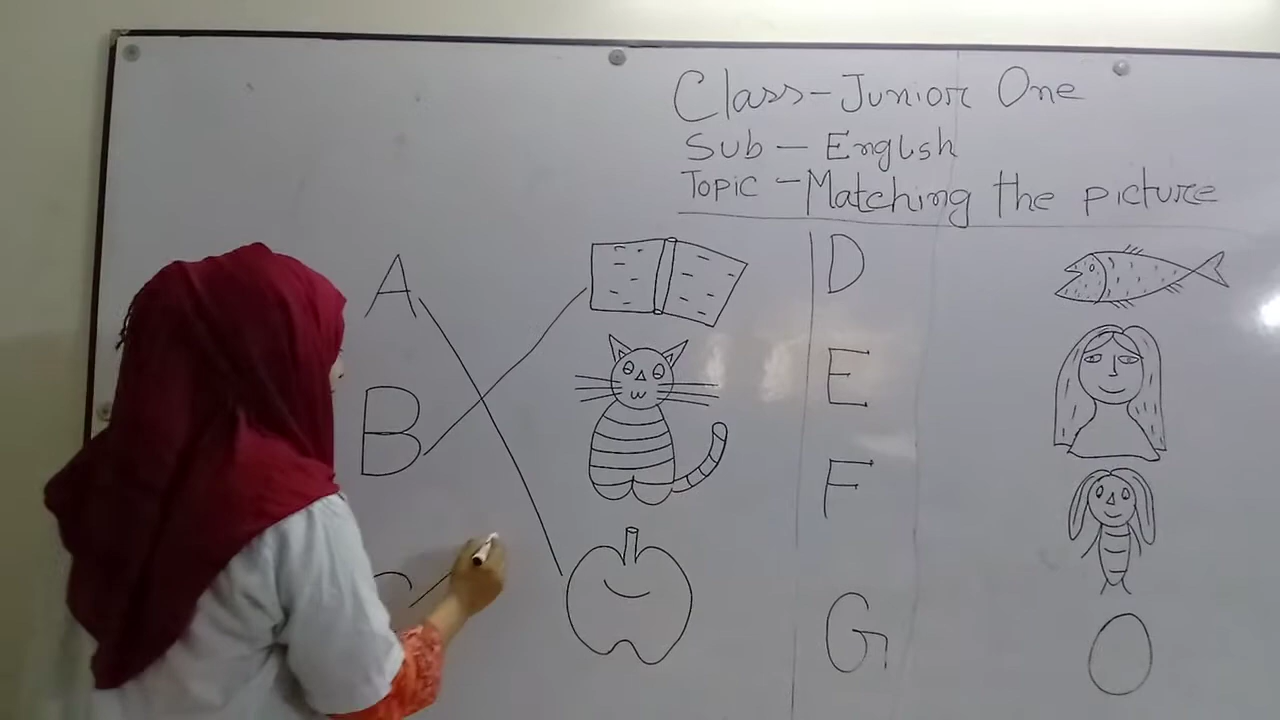 Class - Junior One
Sub - English
Topic - Matching the picture
A
B
C
D
E
F
G